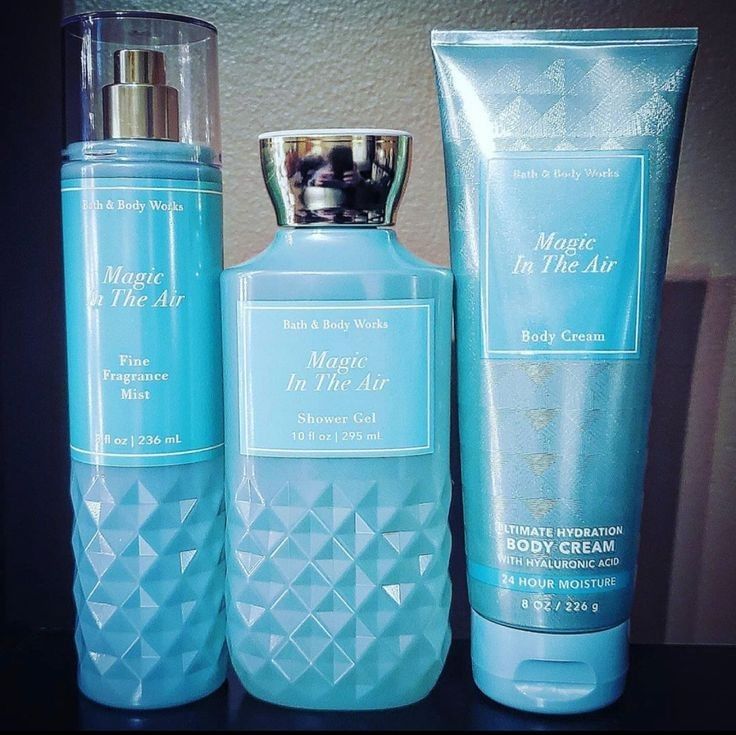 Bath & Body Works
Magic
In The Air
Fine
Fragrance
Mist
fl oz | 236 mL
Bath & Body Works
Magic
In The Air
Shower Gel
10 fl oz | 295 mL
Bath & Body Works
Magic
In The Air
Body Cream
ULTIMATE HYDRATION
BODY CREAM
WITH HYALURONIC ACID
24 HOUR MOISTURE
8 OZ / 226 g